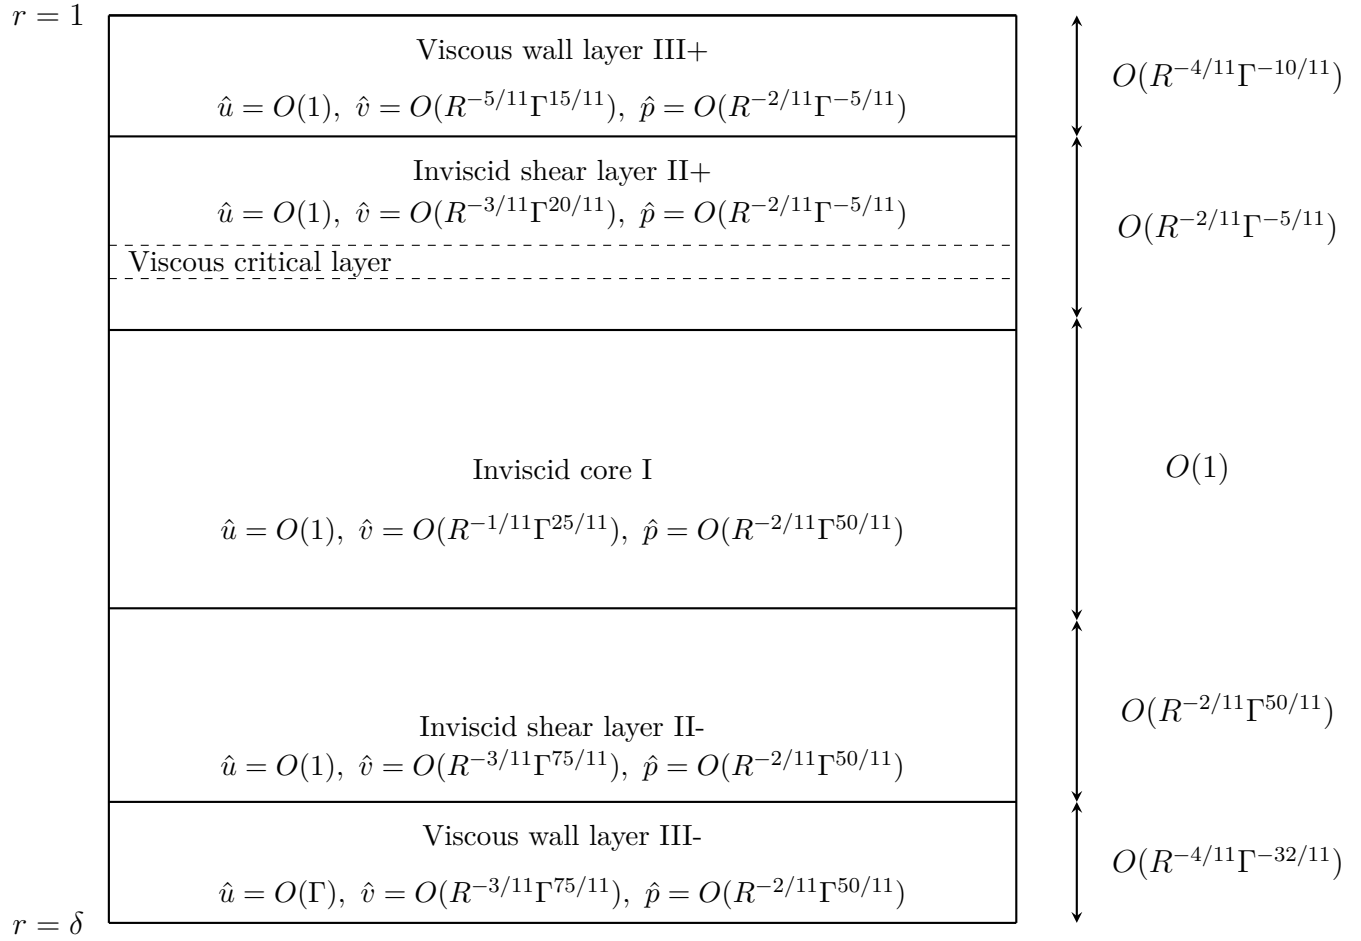 r = 1
Viscous wall layer III+
û = O(1), v̂ = O(R^{-5/11}Γ^{15/11}), p̂ = O(R^{-2/11}Γ^{-5/11})
O(R^{-4/11}Γ^{-10/11})
Inviscid shear layer II+
û = O(1), v̂ = O(R^{-3/11}Γ^{20/11}), p̂ = O(R^{-2/11}Γ^{-5/11})
O(R^{-2/11}Γ^{-5/11})
Viscous critical layer
Inviscid core I
O(1)
û = O(1), v̂ = O(R^{-1/11}Γ^{25/11}), p̂ = O(R^{-2/11}Γ^{50/11})
Inviscid shear layer II-
O(R^{-2/11}Γ^{50/11})
û = O(1), v̂ = O(R^{-3/11}Γ^{75/11}), p̂ = O(R^{-2/11}Γ^{50/11})
Viscous wall layer III-
O(R^{-4/11}Γ^{-32/11})
û = O(Γ), v̂ = O(R^{-3/11}Γ^{75/11}), p̂ = O(R^{-2/11}Γ^{50/11})
r = δ